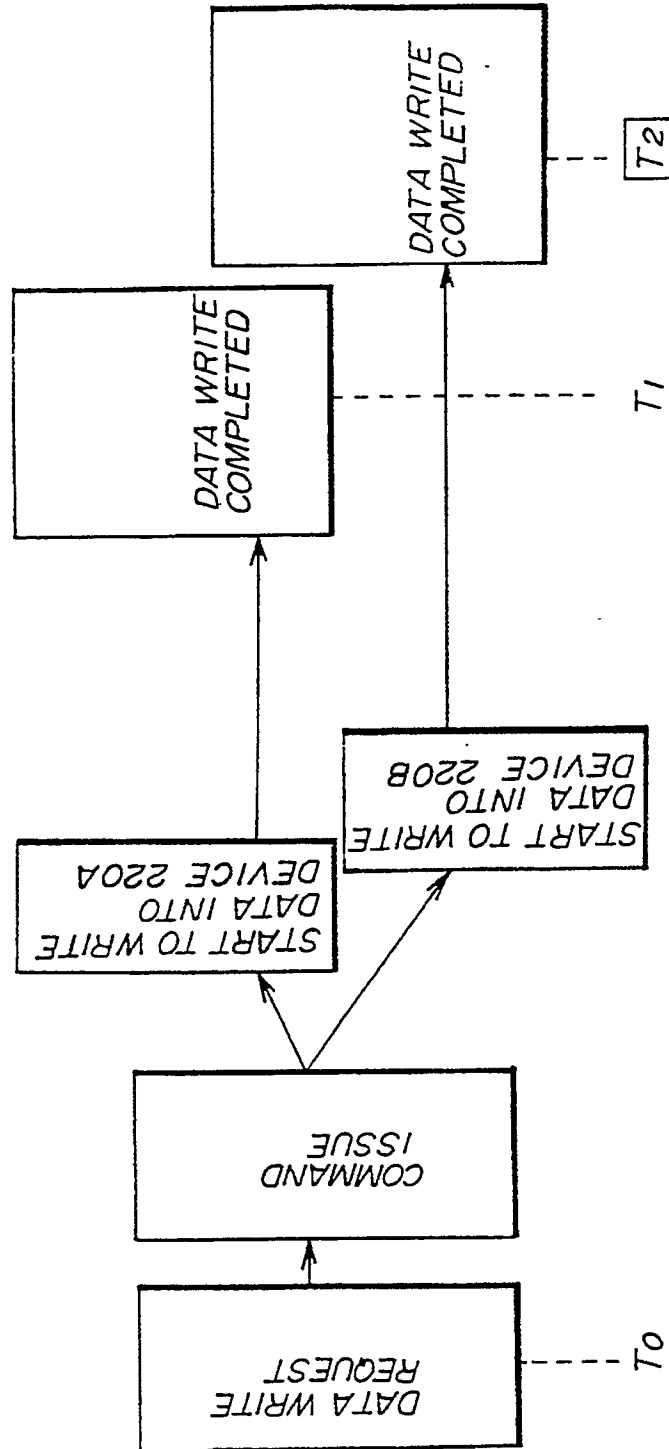 DATA WRITE
REQUEST
COMMAND
ISSUE
START TO WRITE
DATA INTO
DEVICE 220A
START TO WRITE
DATA INTO
DEVICE 220B
DATA WRITE
COMPLETED
DATA WRITE
COMPLETED
T0
T1
T2